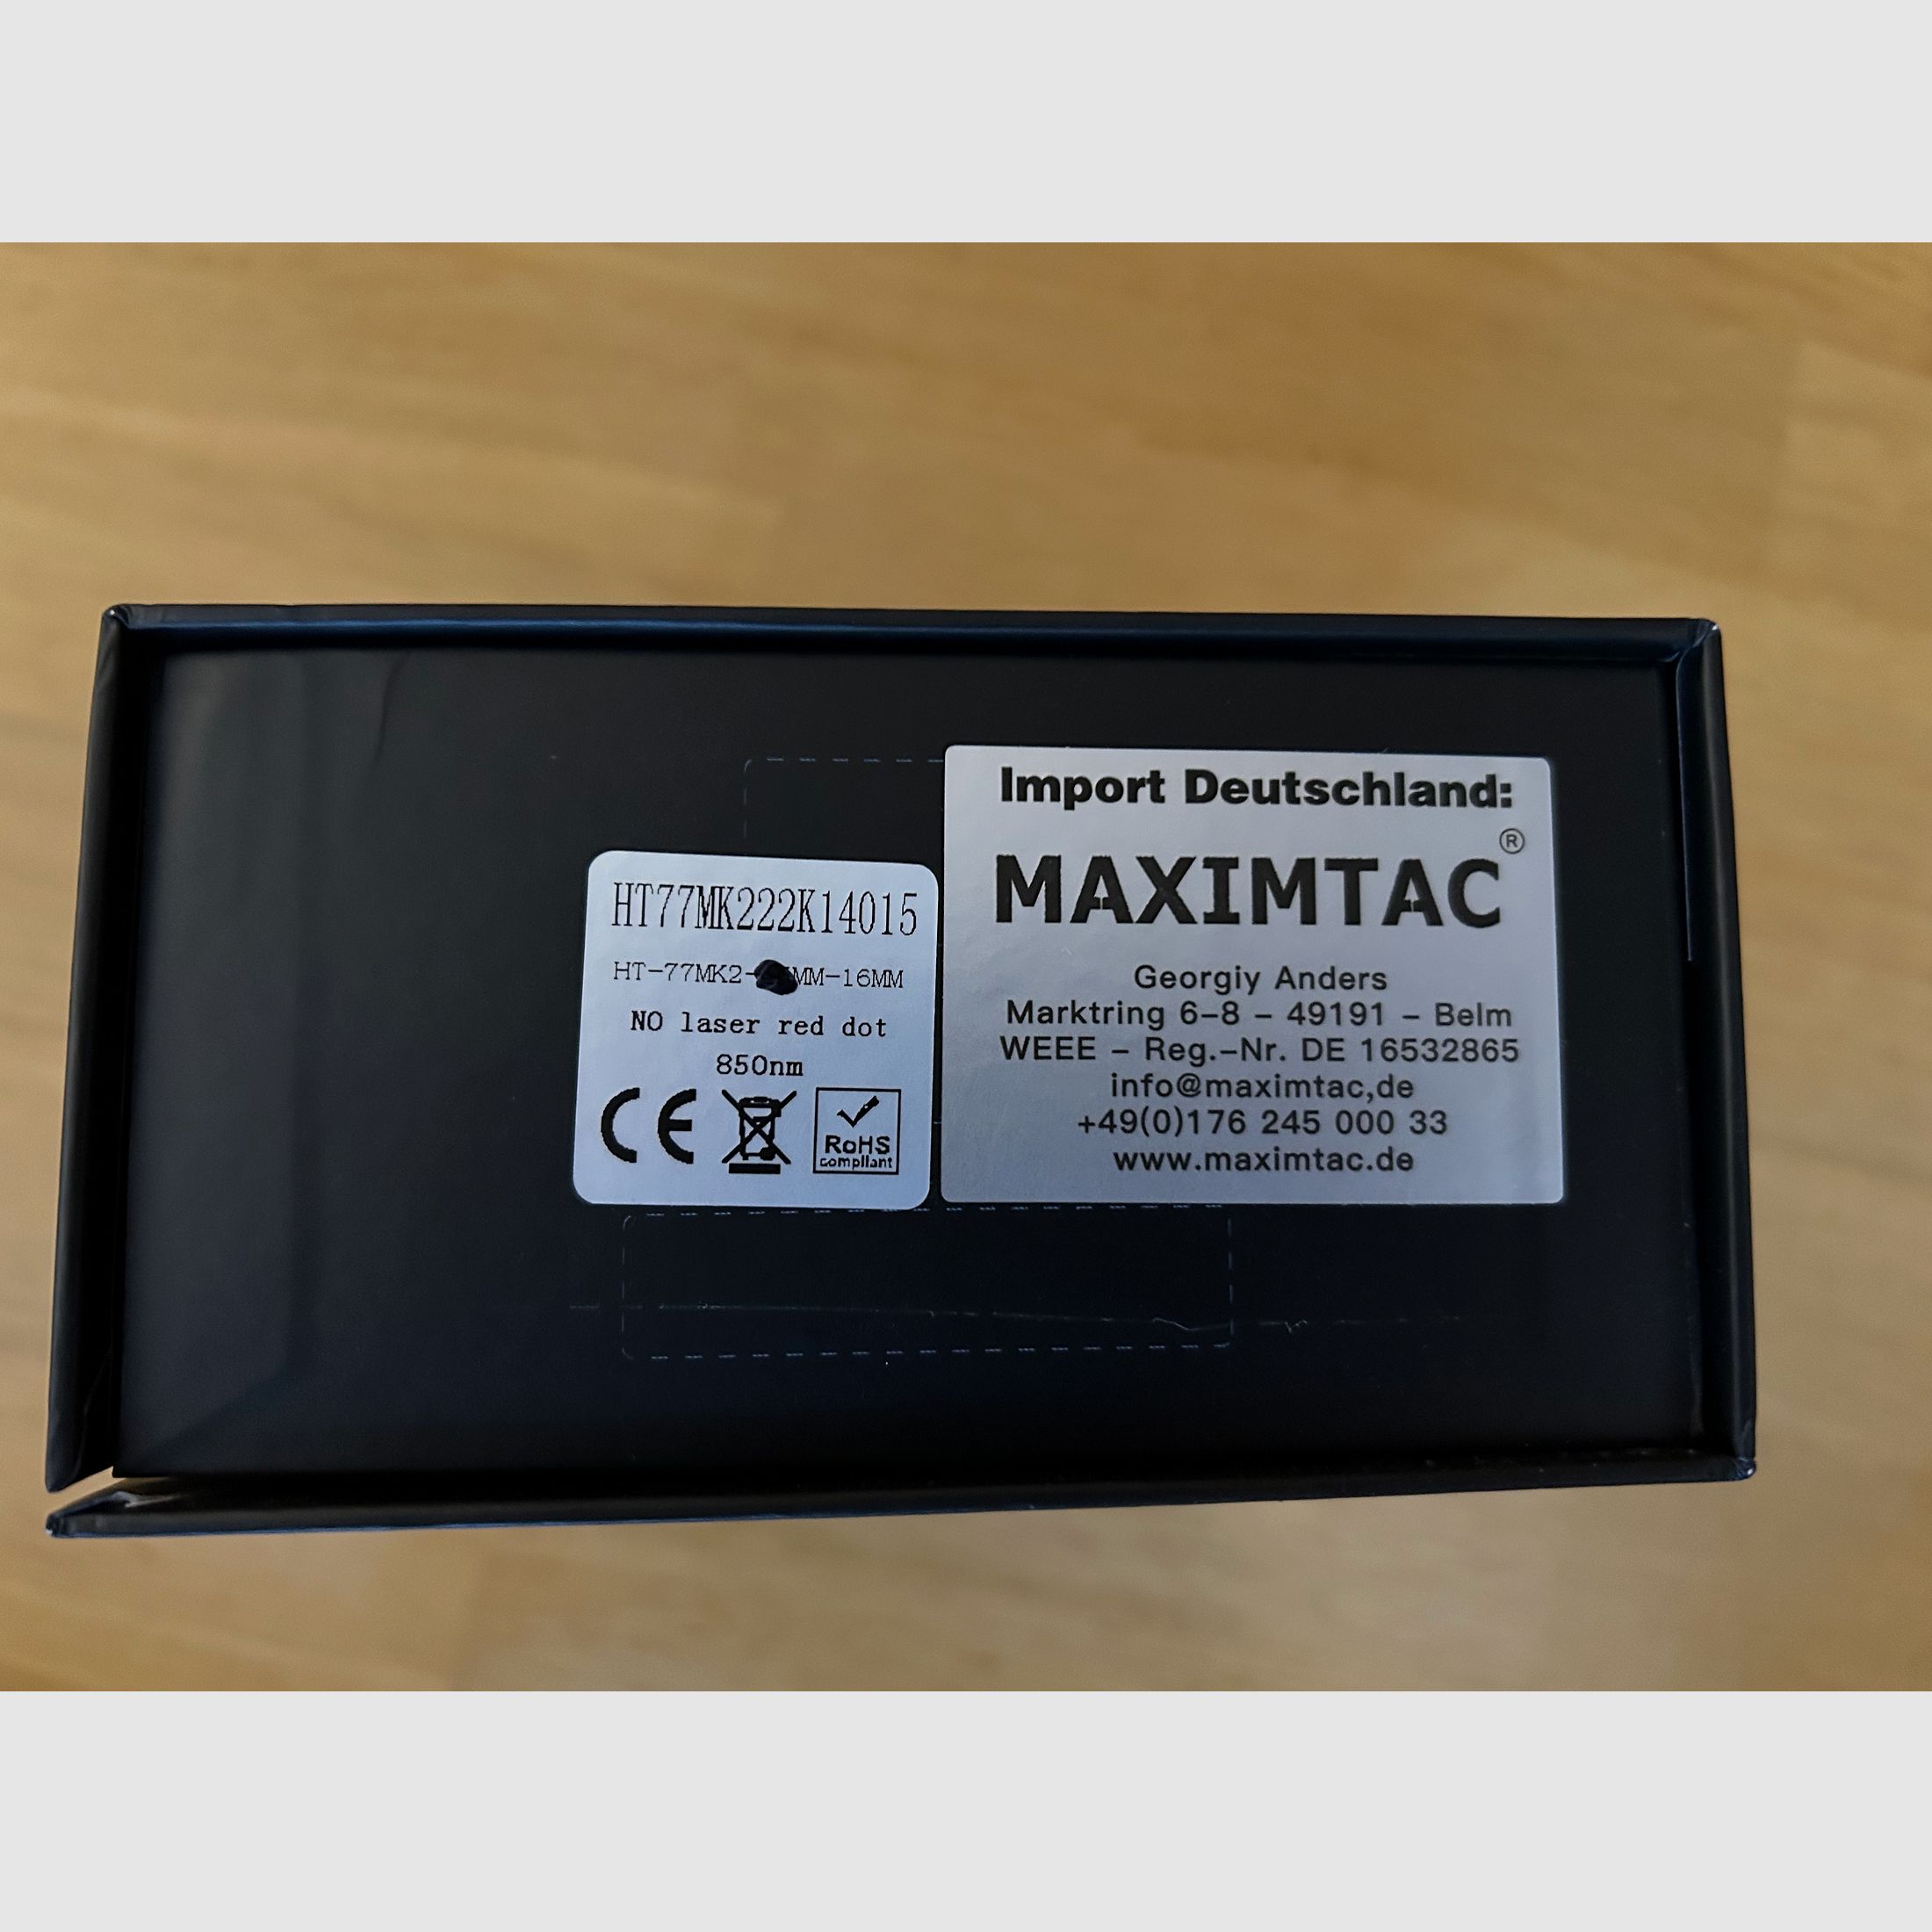 HT77MK222K14015
HT-77MK2- MM-16MM
NO laser red dot
850nm
CE
RoHS
compliant
Import Deutschland:
MAXIMTAC®
Georgiy Anders
Marktring 6-8 - 49191 - Belm
WEEE - Reg.-Nr. DE 16532865
info@maximtac,de
+49(0)176 245 000 33
www.maximtac.de